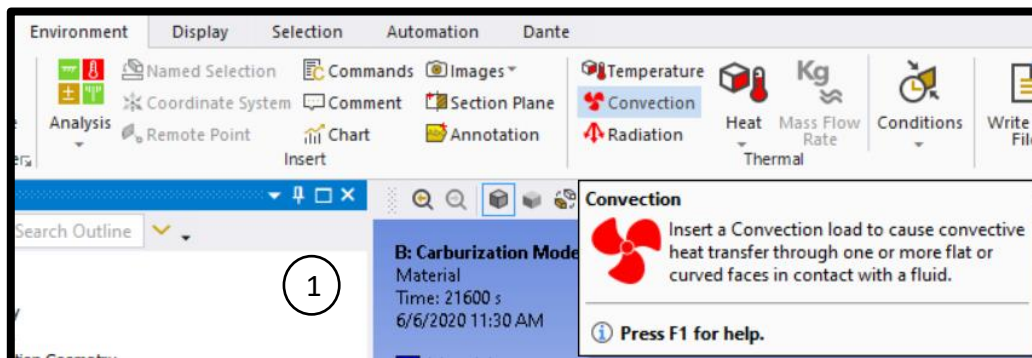 Environment Display Selection Automation Dante
Named Selection Commands Images Temperature Kg
Coordinate System Comment Section Plane Convection
Analysis Remote Point Chart Annotation Radiation Heat Mass Flow Rate Conditions Write
Insert Thermal
Search Outline
Convection
Insert a Convection load to cause convective
heat transfer through one or more flat or
curved faces in contact with a fluid.
Press F1 for help.
B: Carburization Mode
Material
Time: 21600 s
6/6/2020 11:30 AM
1